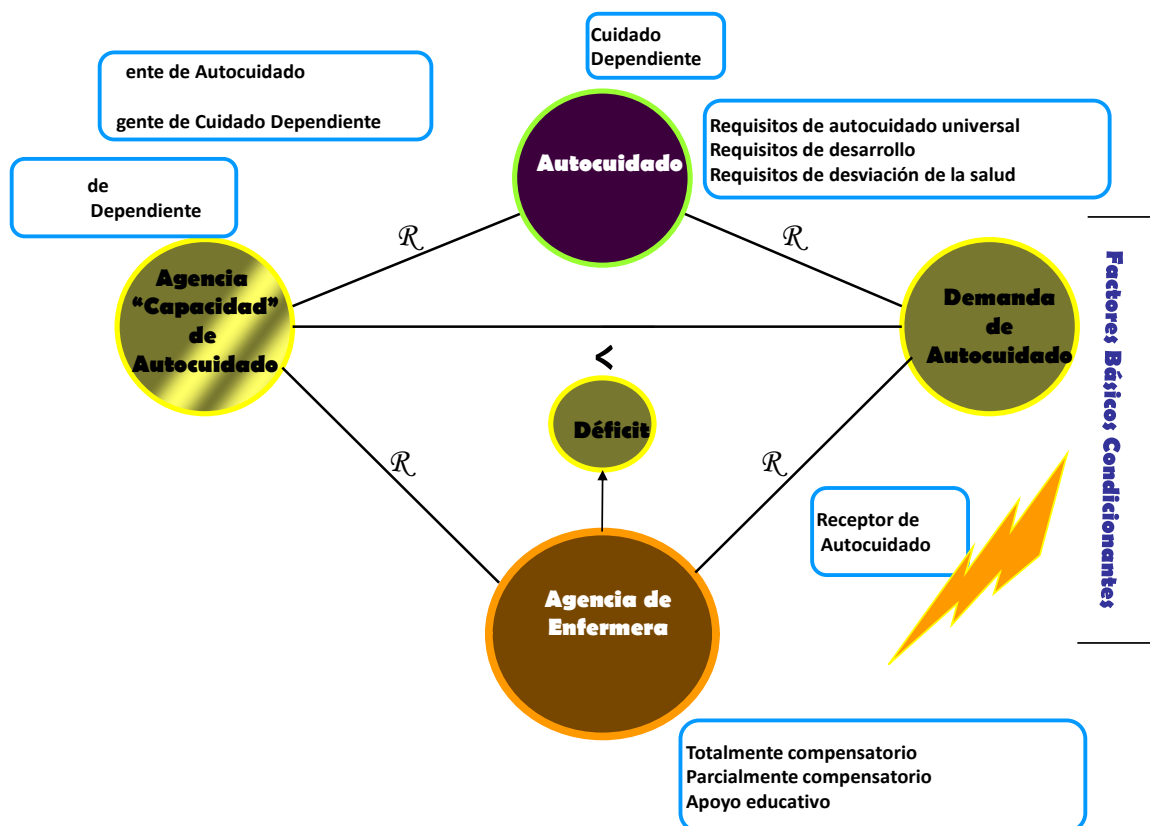 Cuidado
Dependiente
ente de Autocuidado
gente de Cuidado Dependiente
Requisitos de autocuidado universal
Requisitos de desarrollo
Requisitos de desviación de la salud
Autocuidado
de
Dependiente
R
R
Agencia
“Capacidad”
de
Autocuidado
Demanda
de
Autocuidado
Factores Básicos Condicionantes
<
Déficit
R
R
Receptor de
Autocuidado
Agencia de
Enfermera
Totalmente compensatorio
Parcialmente compensatorio
Apoyo educativo